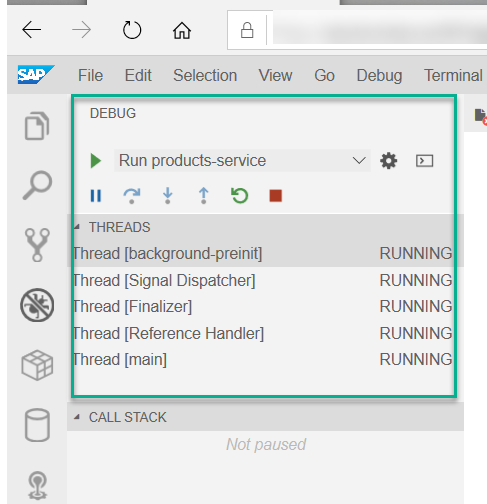 SAP File Edit Selection View Go Debug Terminal
DEBUG
Run products-service
THREADS
Thread [background-preinit] RUNNING
Thread [Signal Dispatcher] RUNNING
Thread [Finalizer] RUNNING
Thread [Reference Handler] RUNNING
Thread [main] RUNNING
CALL STACK
Not paused